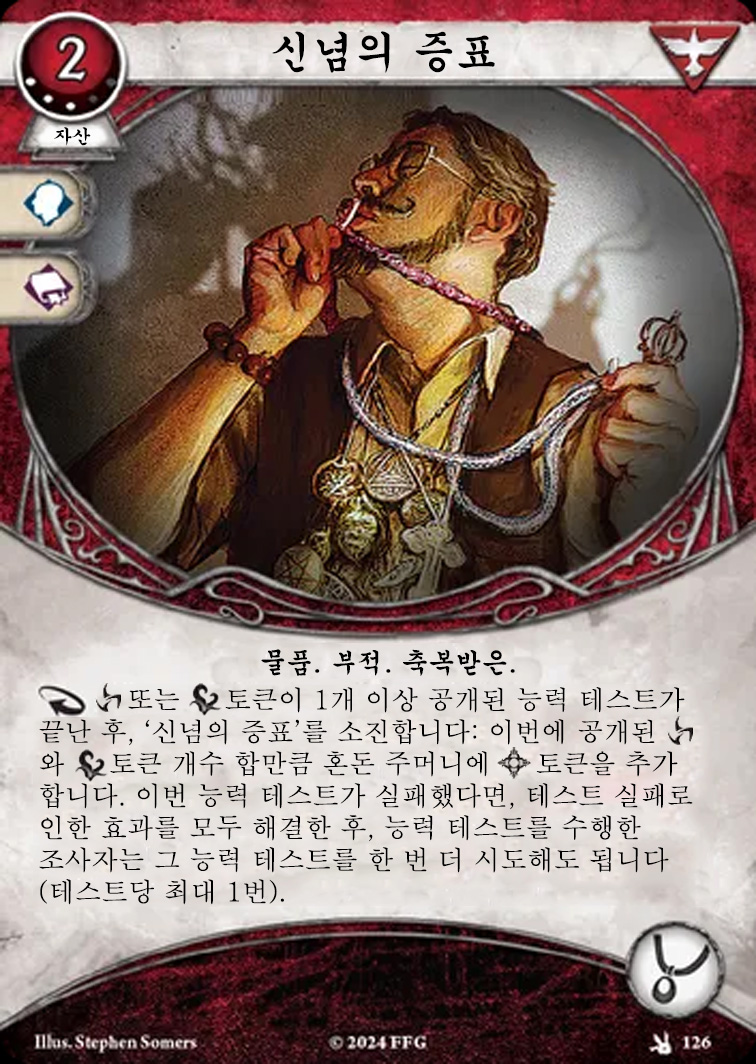 2
신념의 증표
자산
물품. 부적. 축복받은.
또는 토큰이 1개 이상 공개된 능력 테스트가
끝난 후, ‘신념의 증표’를 소진합니다: 이번에 공개된
와 토큰 개수 합만큼 혼돈 주머니에 토큰을 추가
합니다. 이번 능력 테스트가 실패했다면, 테스트 실패로
인한 효과를 모두 해결한 후, 능력 테스트를 수행한
조사자는 그 능력 테스트를 한 번 더 시도해도 됩니다
(테스트당 최대 1번).
Illus. Stephen Somers © 2024 FFG 126